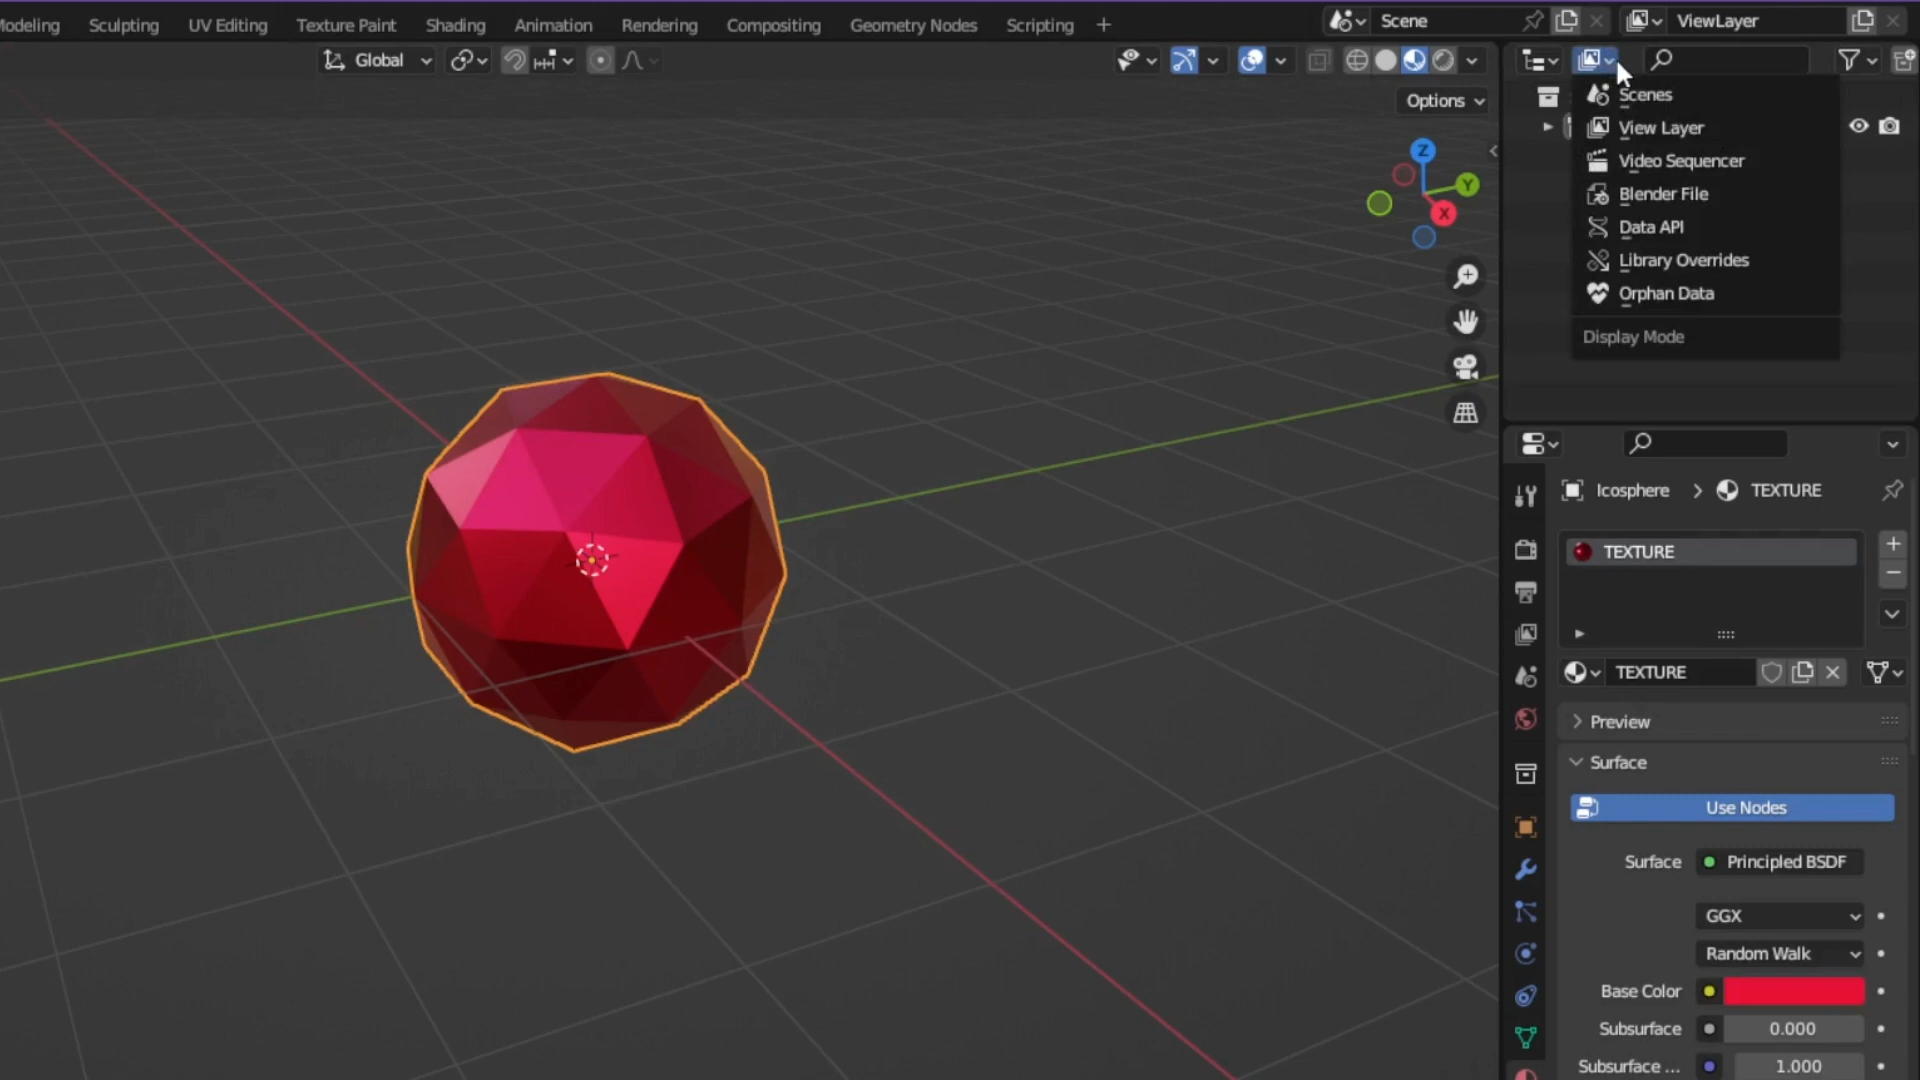 Modeling Sculpting UV Editing Texture Paint Shading Animation Rendering Compositing Geometry Nodes Scripting + Scene ViewLayer
Global
Options
Z
Y
X
Scenes
View Layer
Video Sequencer
Blender File
Data API
Library Overrides
Orphan Data
Display Mode
Icosphere > TEXTURE
TEXTURE
TEXTURE
Preview
Surface
Use Nodes
Surface Principled BSDF
GGX
Random Walk
Base Color
Subsurface 0.000
Subsurface ... 1.000